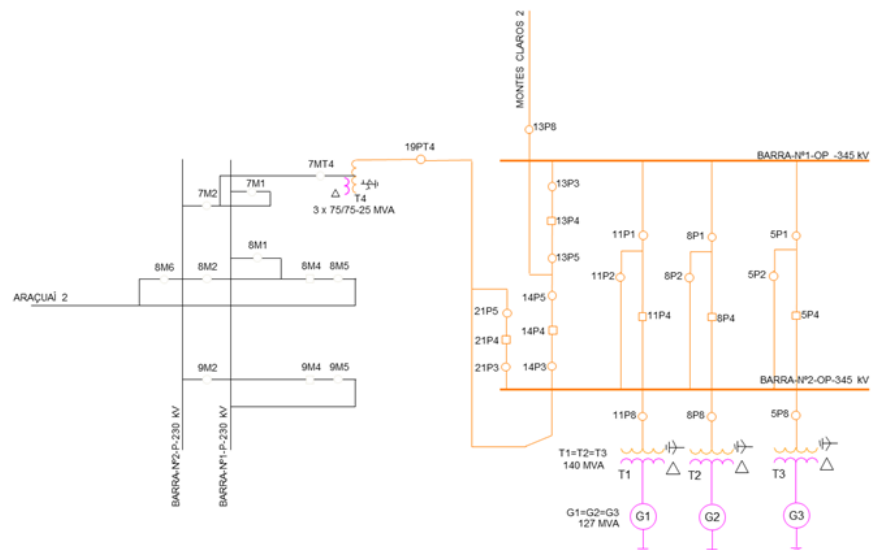 MONTES CLAROS 2
13P8
19PT4
BARRA-Nº1-OP -345 kV
7MT4
7M1
7M2
T4
3 x 75/75-25 MVA
13P3
13P4
13P5
11P1
8P1
5P1
11P2
8P2
5P2
8M1
8M6
8M2
8M4
8M5
ARAÇUAÍ 2
21P5
14P5
21P4
14P4
11P4
8P4
5P4
21P3
14P3
9M2
9M4
9M5
BARRA-Nº2-OP-345 kV
BARRA-Nº2-P-230 kV
BARRA-Nº1-P-230 kV
11P8
8P8
5P8
T1=T2=T3
140 MVA
T1
T2
T3
G1=G2=G3
127 MVA
G1
G2
G3